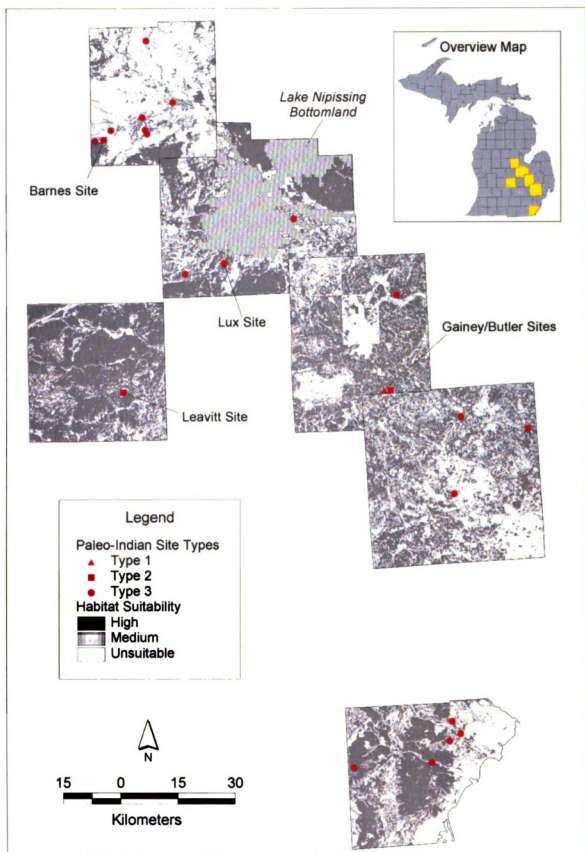 Overview Map
Lake Nipissing
Bottomland
Barnes Site
Lux Site
Gainey/Butler Sites
Leavitt Site
Legend
Paleo-Indian Site Types
Type 1
Type 2
Type 3
Habitat Suitability
High
Medium
Unsuitable
N
15 0 15 30
Kilometers